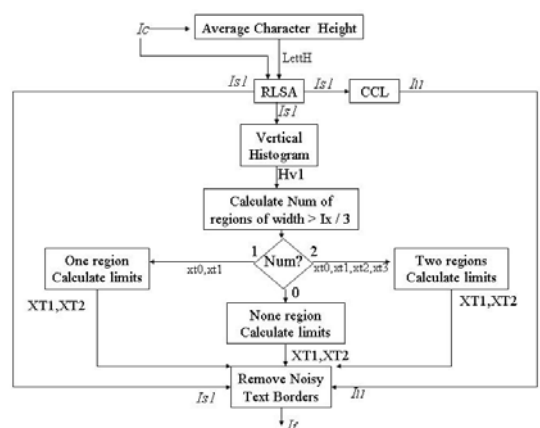 Ic
Average Character Height
LettH
Is1
RLSA
Is1
CCL
It1
Is1
Vertical
Histogram
Hv1
Calculate Num of
regions of width > Ix / 3
One region
Calculate limits
1
xt0,xt1
Num?
2
xt0,xt1,xt2,xt3
Two regions
Calculate limits
0
XT1,XT2
None region
Calculate limits
XT1,XT2
XT1,XT2
Is1
Remove Noisy
Text Borders
It1